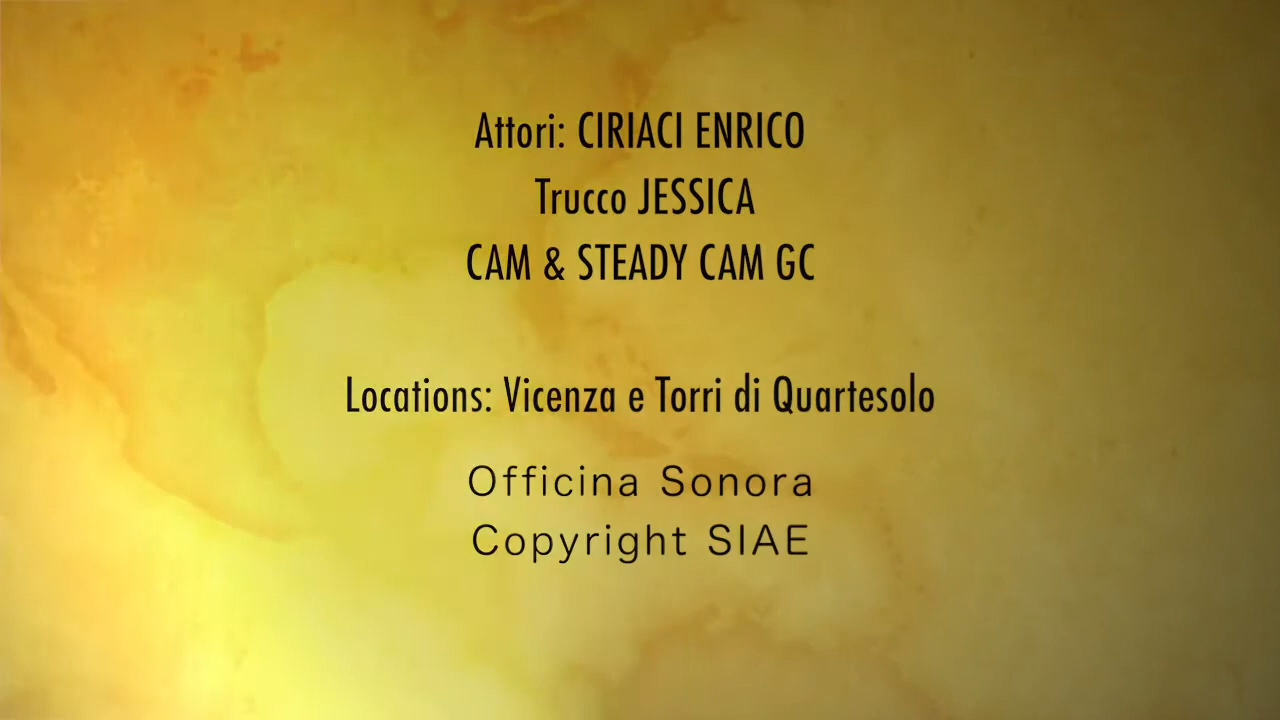 Attori: CIRIACI ENRICO
Trucco JESSICA
CAM & STEADY CAM GC
Locations: Vicenza e Torri di Quartesolo
Officina Sonora
Copyright SIAE